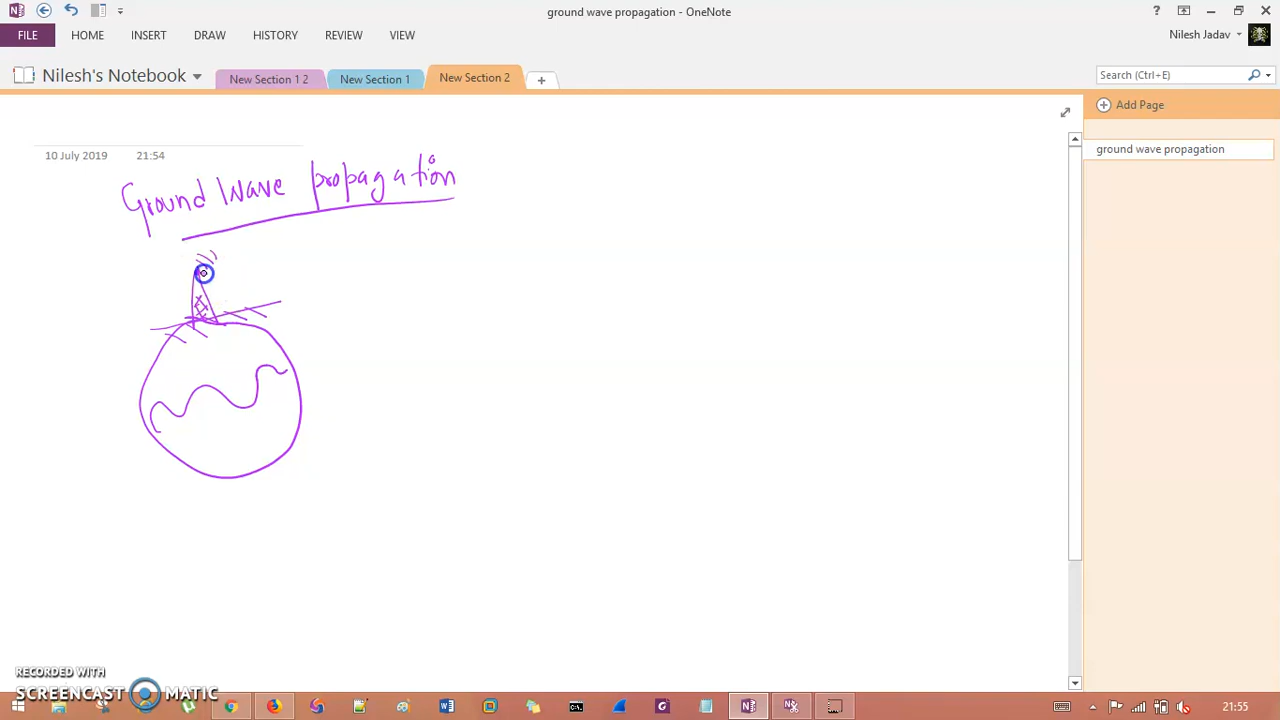 ground wave propagation - OneNote
?
FILE HOME INSERT DRAW HISTORY REVIEW VIEW
Nilesh Jadav
Nilesh's Notebook
New Section 1 2
New Section 1
New Section 2
Search (Ctrl+E)
Add Page
ground wave propagation
10 July 2019 21:54
Ground Wave propagation
RECORDED WITH
SCREENCAST MATIC
21:55